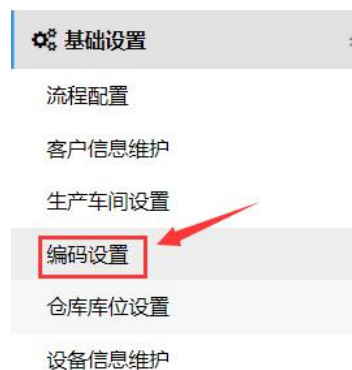 基础设置
流程配置
客户信息维护
生产车间设置
编码设置
仓库库位设置
设备信息维护